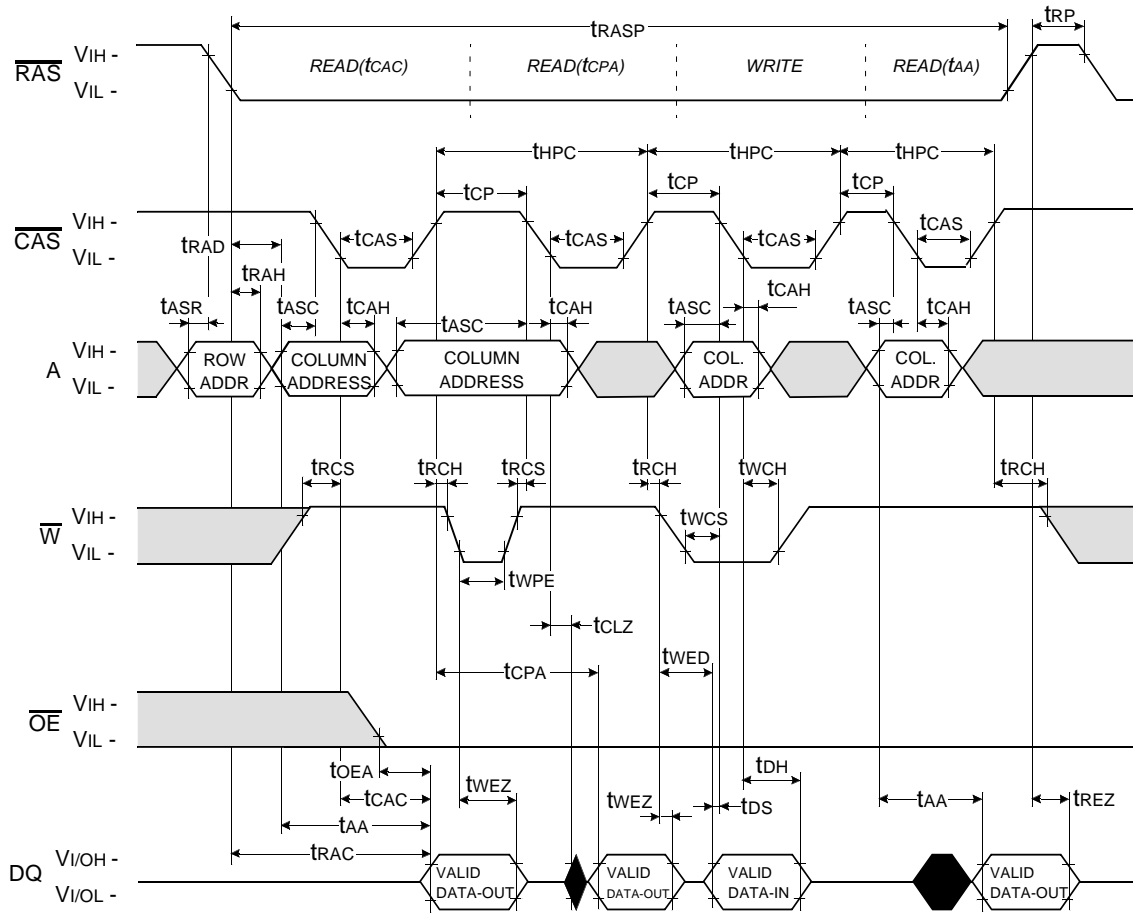 tRASP
tRP
RAS
VIH -
VIL -
READ(tCAC)
READ(tCPA)
WRITE
READ(tAA)
tHPC
tHPC
tHPC
tCP
tCP
tCP
CAS
VIH -
VIL -
tCAS
tCAS
tCAS
tCAS
tRAD
tRAH
tASR
tASC
tCAH
tASC
tCAH
tASC
tCAH
tASC
tCAH
A
VIH -
VIL -
ROW
ADDR
COLUMN
ADDRESS
COLUMN
ADDRESS
COL.
ADDR
COL.
ADDR
tRCS
tRCH
tRCS
tRCH
tWCH
tRCH
W
VIH -
VIL -
tWCS
tWPE
tCLZ
tCPA
tWED
OE
VIH -
VIL -
tOEA
tCAC
tAA
tRAC
tWEZ
tWEZ
tDH
tDS
tAA
tREZ
DQ
VI/OH -
VI/OL -
VALID
DATA-OUT
VALID
DATA-OUT
VALID
DATA-IN
VALID
DATA-OUT